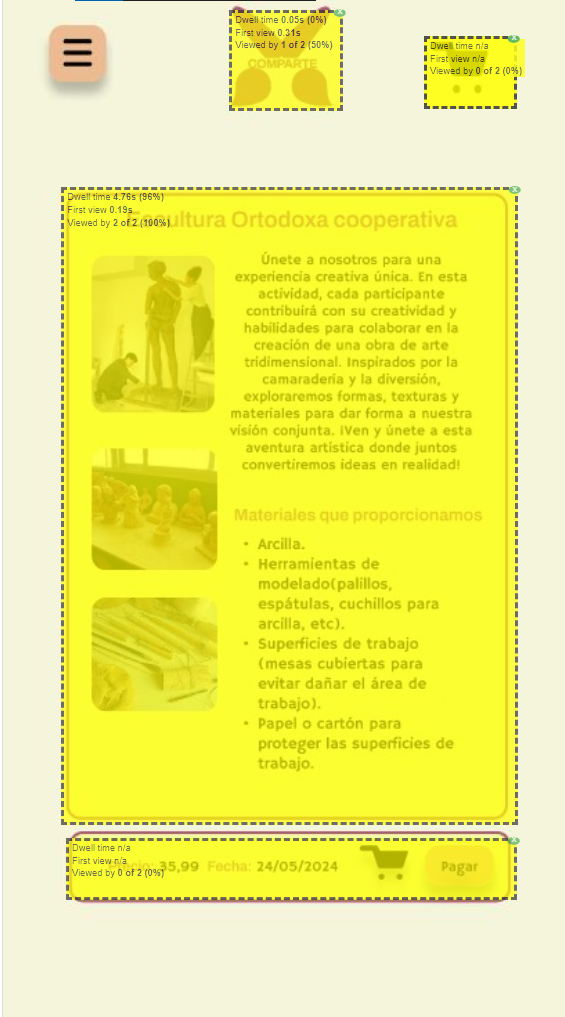 Dwell time 0.05s (0%)
First view 0.31s
Viewed by 1 of 2 (50%)
COMPARTE
Dwell time n/a
First view n/a
Viewed by 0 of 2 (0%)
Dwell time 4.76s (96%)
First view 0.19s
Viewed by 2 of 2 (100%)
Escultura Ortodoxa cooperativa
Únete a nosotros para una
experiencia creativa única. En esta
actividad, cada participante
contribuirá con su creatividad y
habilidades para colaborar en la
creación de una obra de arte
tridimensional. Inspirados por la
camaradería y la diversión,
exploraremos formas, texturas y
materiales para dar forma a nuestra
visión conjunta. ¡Ven y únete a esta
aventura artística donde juntos
convertiremos ideas en realidad!
Materiales que proporcionamos
• Arcilla.
• Herramientas de
modelado(palillos,
espátulas, cuchillos para
arcilla, etc).
• Superficies de trabajo
(mesas cubiertas para
evitar dañar el área de
trabajo).
• Papel o cartón para
proteger las superficies de
trabajo.
Dwell time n/a
First view n/a
Viewed by 0 of 2 (0%)
Precio: 35,99 Fecha: 24/05/2024
Pagar